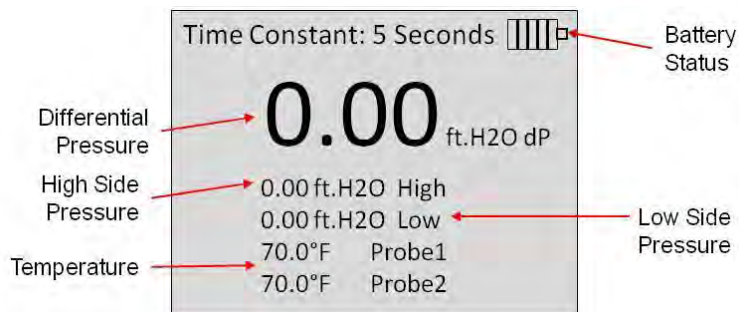 Time Constant: 5 Seconds
Battery
Status
0.00 ft.H2O dP
Differential
Pressure
High Side
Pressure
0.00 ft.H2O High
0.00 ft.H2O Low
Low Side
Pressure
Temperature
70.0°F Probe1
70.0°F Probe2